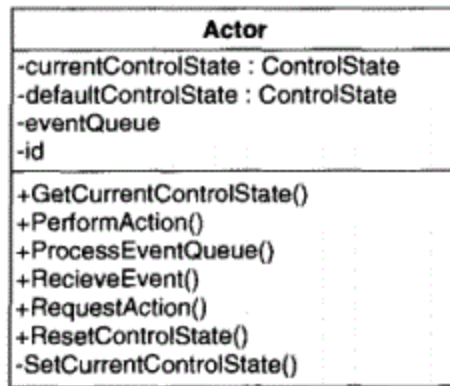 Actor
-currentControlState : ControlState
-defaultControlState : ControlState
-eventQueue
-id
+GetCurrentControlState()
+PerformAction()
+ProcessEventQueue()
+RecieveEvent()
+RequestAction()
+ResetControlState()
-SetCurrentControlState()